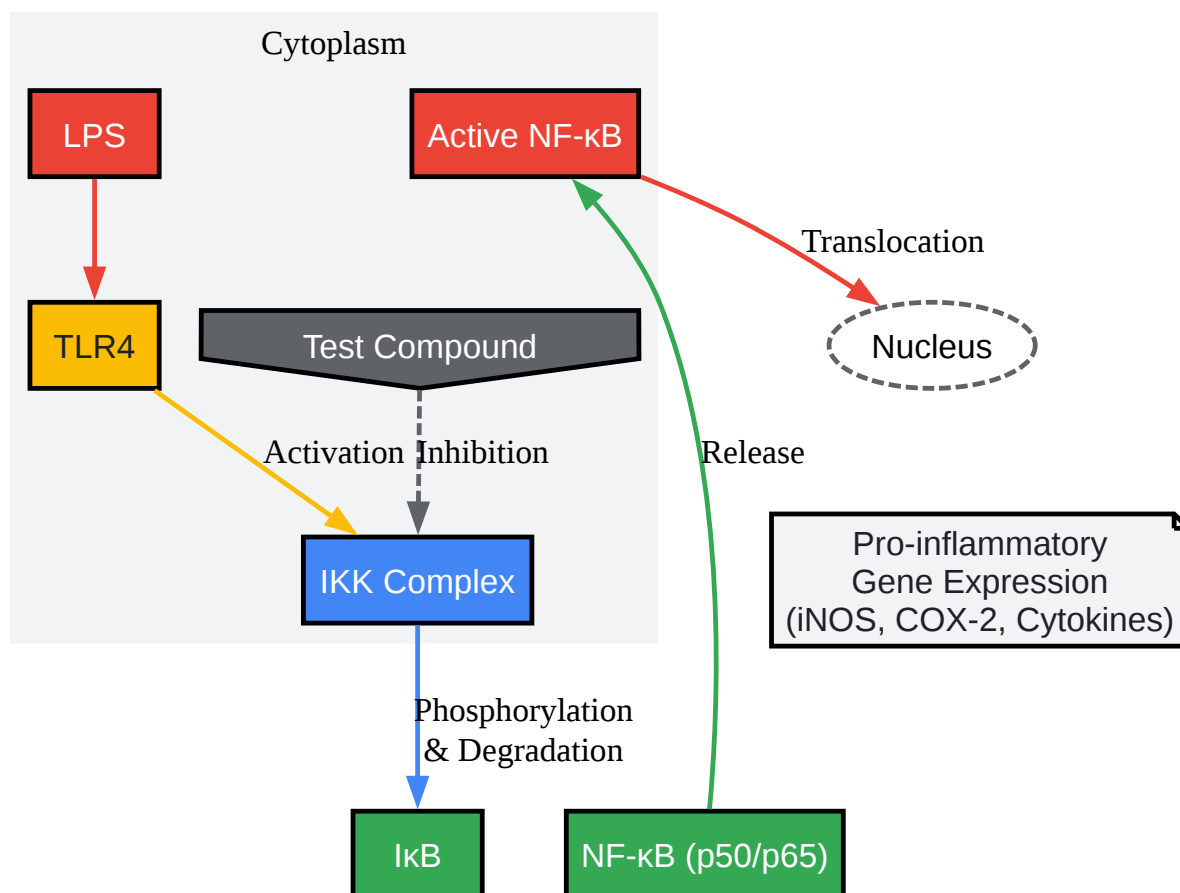 Cytoplasm
LPS
Active NF-κB
Translocation
TLR4
Test Compound
Nucleus
Activation
Inhibition
Release
Pro-inflammatory
Gene Expression
(iNOS, COX-2, Cytokines)
IKK Complex
Phosphorylation
& Degradation
IκB
NF-κB (p50/p65)